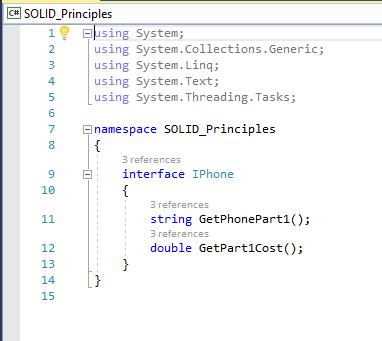 C# SOLID_Principles
1 using System;
2 using System.Collections.Generic;
3 using System.Linq;
4 using System.Text;
5 using System.Threading.Tasks;
6
7 namespace SOLID_Principles
8 {
3 references
9 interface IPhone
10 {
3 references
11 string GetPhonePart1();
3 references
12 double GetPart1Cost();
13 }
14 }
15